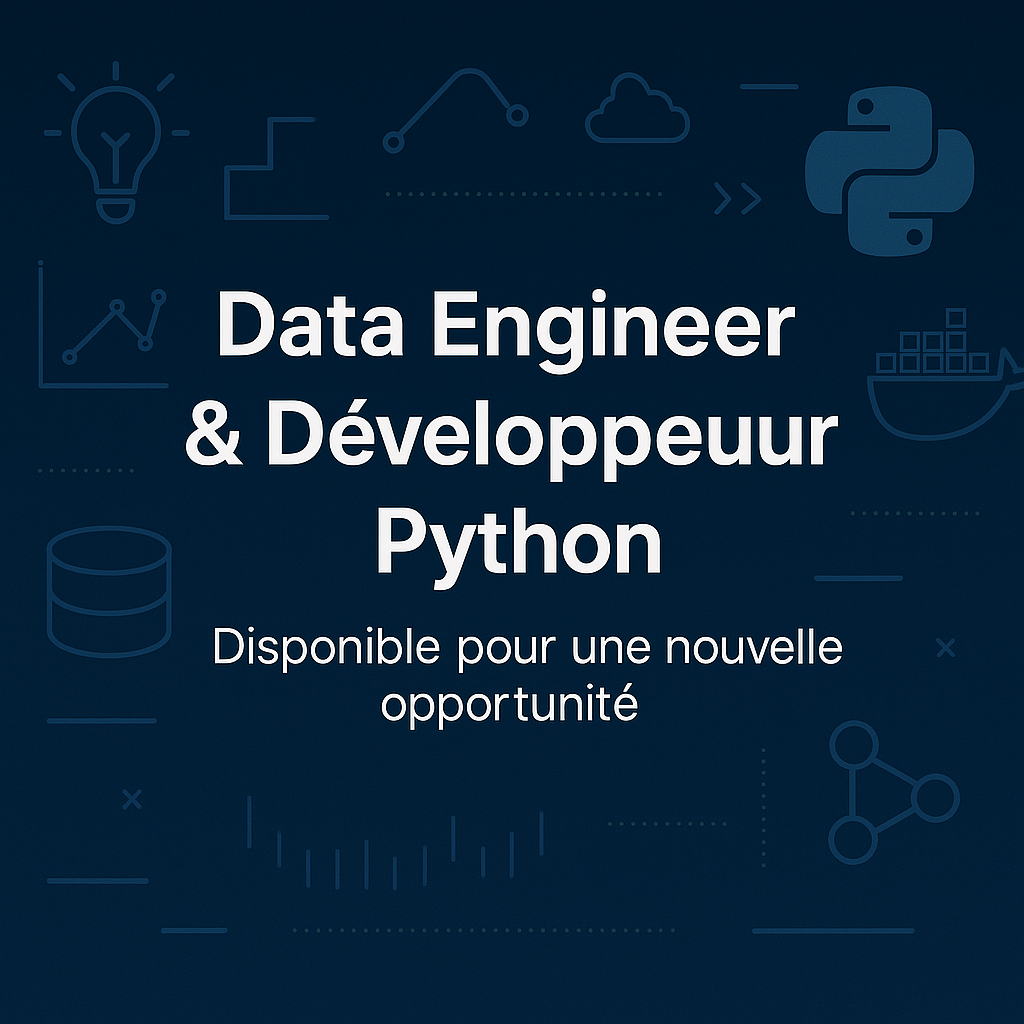 Data Engineer
& Développeuur
Python
Disponible pour une nouvelle
opportunité